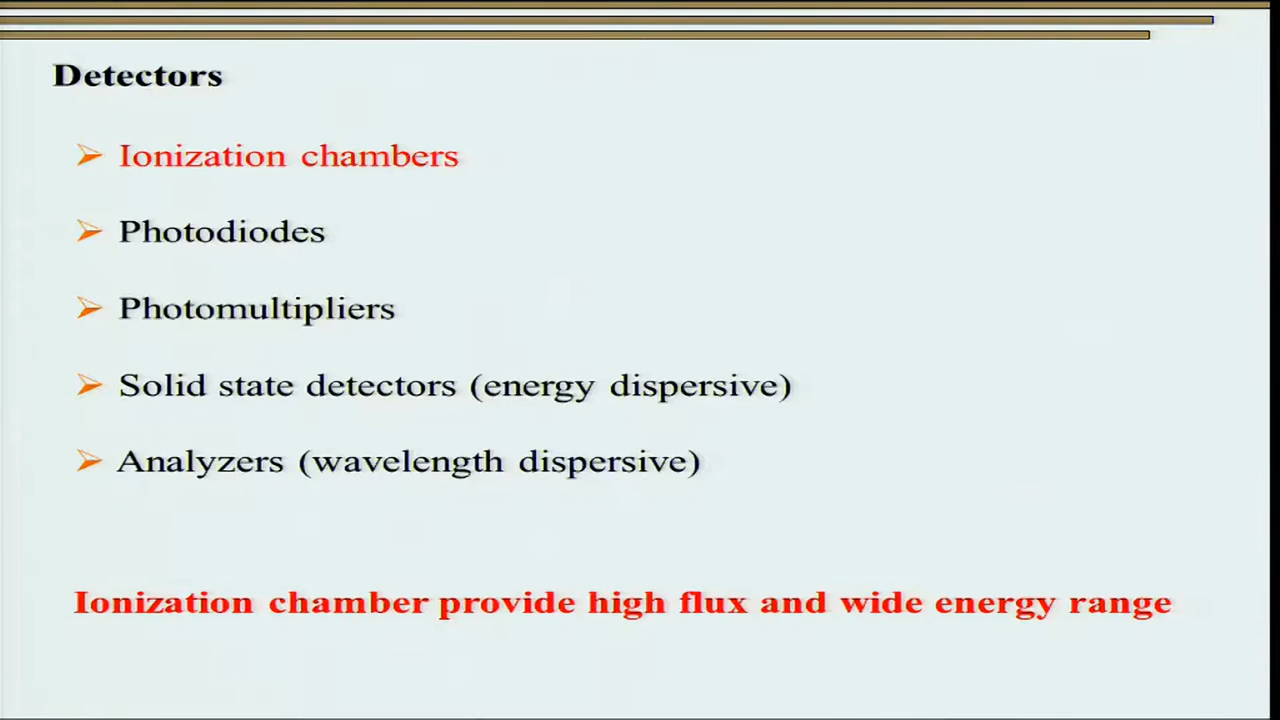 Detectors
Ionization chambers
Photodiodes
Photomultipliers
Solid state detectors (energy dispersive)
Analyzers (wavelength dispersive)
Ionization chamber provide high flux and wide energy range